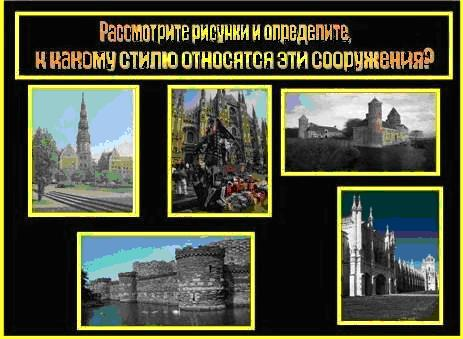 Рассмотрите рисунки и определите,
к какому стилю относятся эти сооружения?